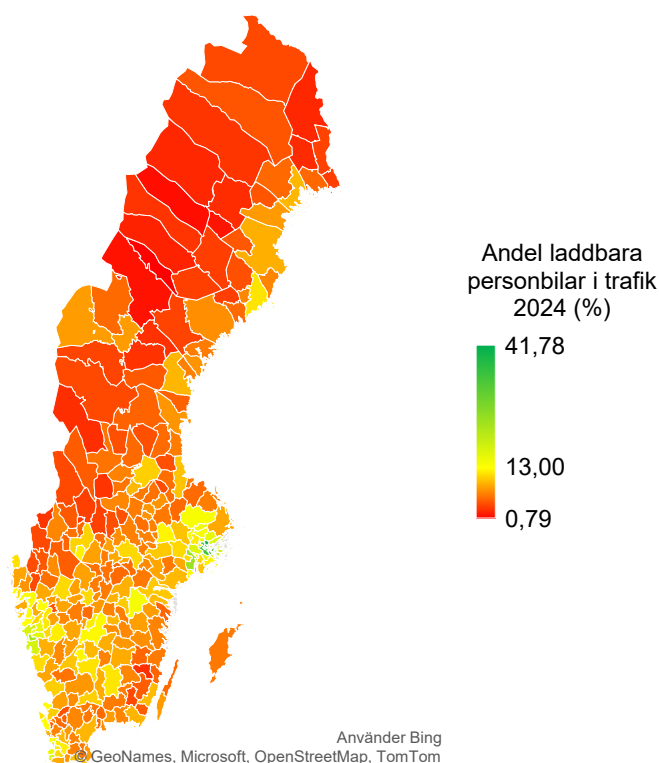 Andel laddbara
personbilar i trafik
2024 (%)
41,78
13,00
0,79
Använder Bing
© GeoNames, Microsoft, OpenStreetMap, TomTom